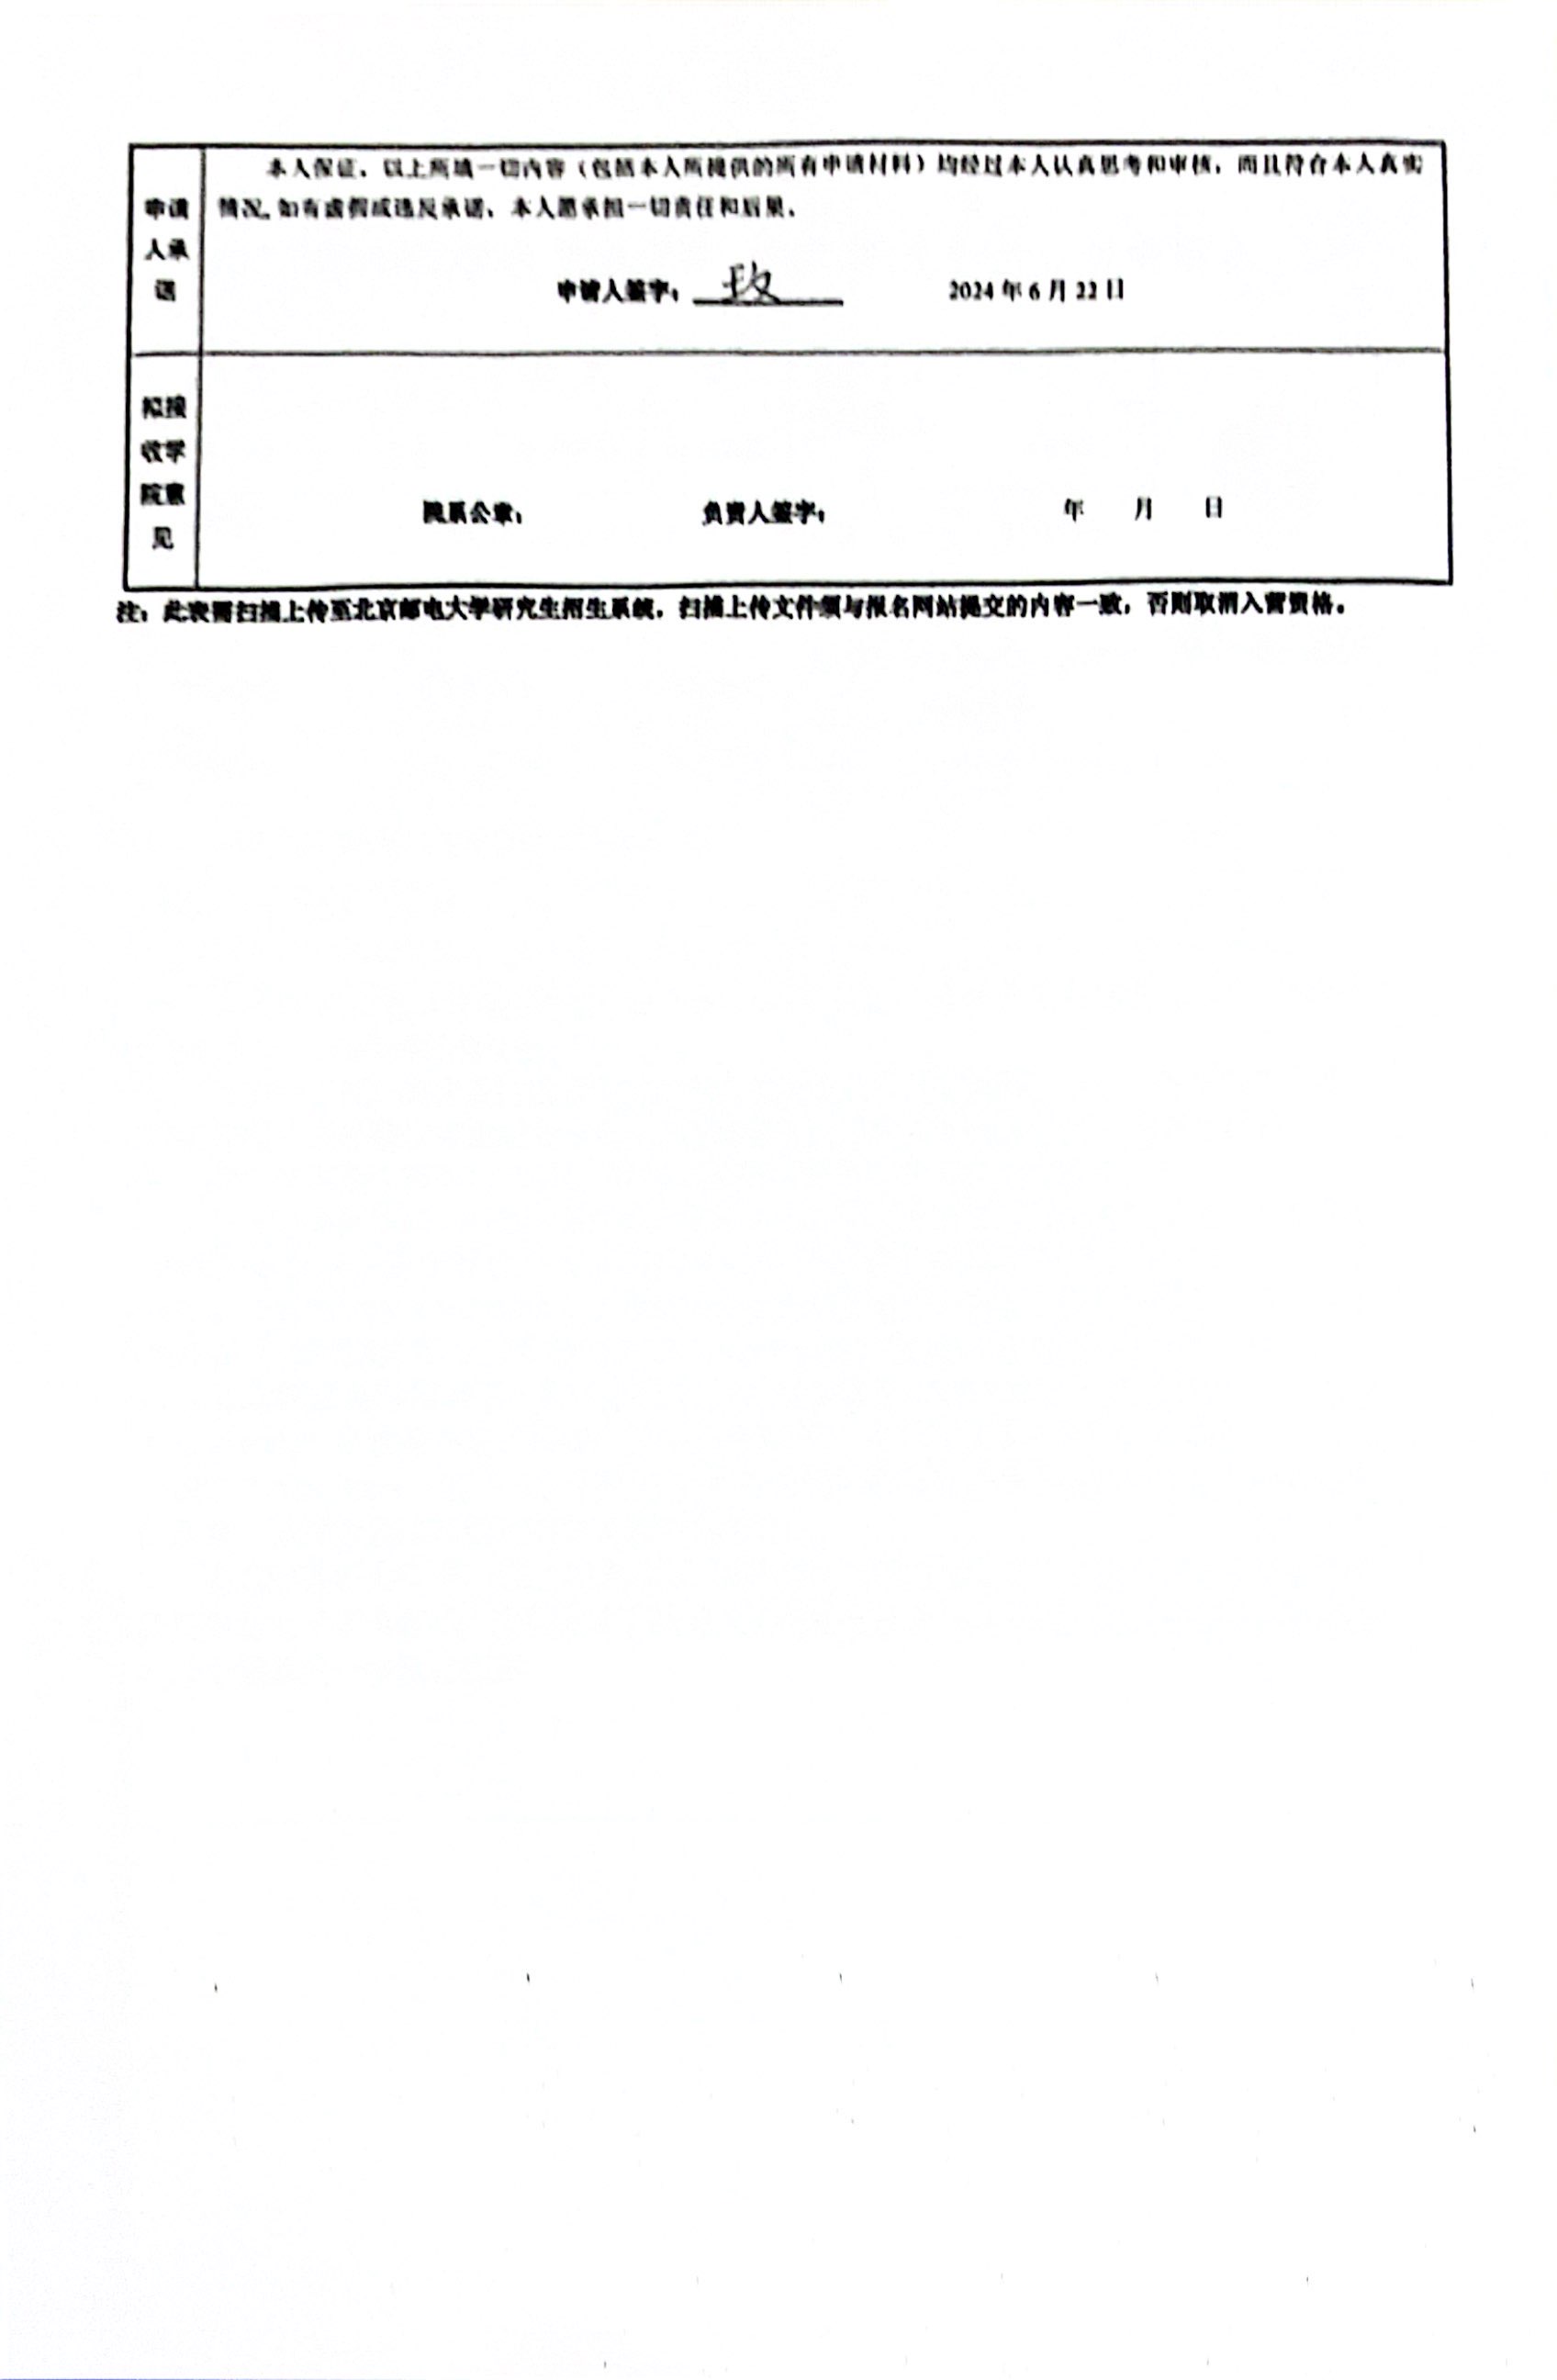 本人保证，以上所填一切内容（包括本人所提供的所有申请材料）均经过本人认真思考和审核，而且符合本人真实
情况，如有虚假或违反承诺，本人愿承担一切责任和后果。
申请
人承
诺
申请人签字： 2024 年 6 月 22 日
拟接
收学
院意
见
院系公章： 负责人签字： 年 月 日
注：此表需扫描上传至北京邮电大学研究生招生系统，扫描上传文件须与报名网站提交的内容一致，否则取消入营资格。